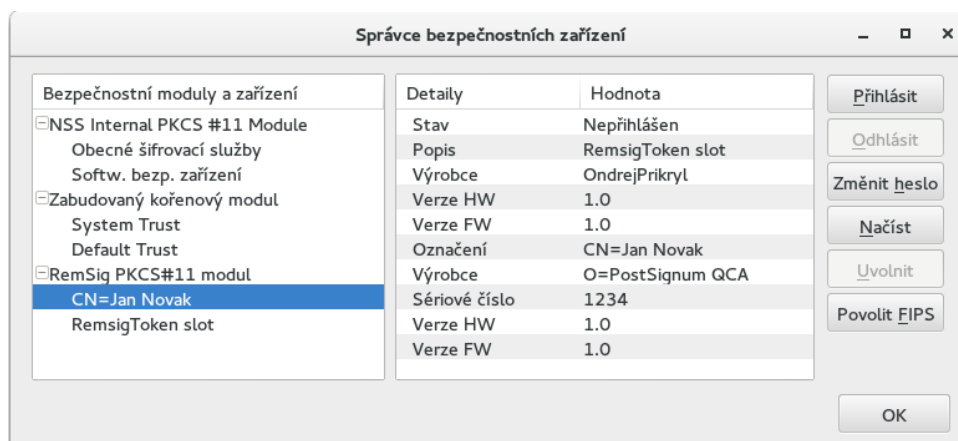 Správce bezpečnostních zařízení
Bezpečnostní moduly a zařízení
NSS Internal PKCS #11 Module
Obecné šifrovací služby
Softw. bezp. zařízení
Zabudovaný kořenový modul
System Trust
Default Trust
RemSig PKCS#11 modul
CN=Jan Novak
RemsigToken slot
Detaily Hodnota
Stav Nepřihlášen
Popis RemsigToken slot
Výrobce OndrejPrikryl
Verze HW 1.0
Verze FW 1.0
Označení CN=Jan Novak
Výrobce O=PostSignum QCA
Sériové číslo 1234
Verze HW 1.0
Verze FW 1.0
Přihlásit
Odhlásit
Změnit heslo
Načíst
Uvolnit
Povolit FIPS
OK